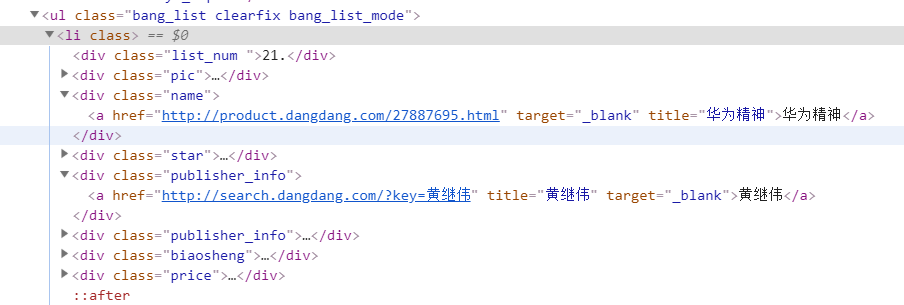 ▼<ul class="bang_list clearfix bang_list_mode">
▼<li class> == $0
<div class="list_num ">21.</div>
▶<div class="pic">…</div>
▼<div class="name">
<a href="http://product.dangdang.com/27887695.html" target="_blank" title="华为精神">华为精神</a>
</div>
▶<div class="star">…</div>
▼<div class="publisher_info">
<a href="http://search.dangdang.com/?key=黄继伟" title="黄继伟" target="_blank">黄继伟</a>
</div>
▶<div class="publisher_info">…</div>
▶<div class="biaosheng">…</div>
▶<div class="price">…</div>
::after